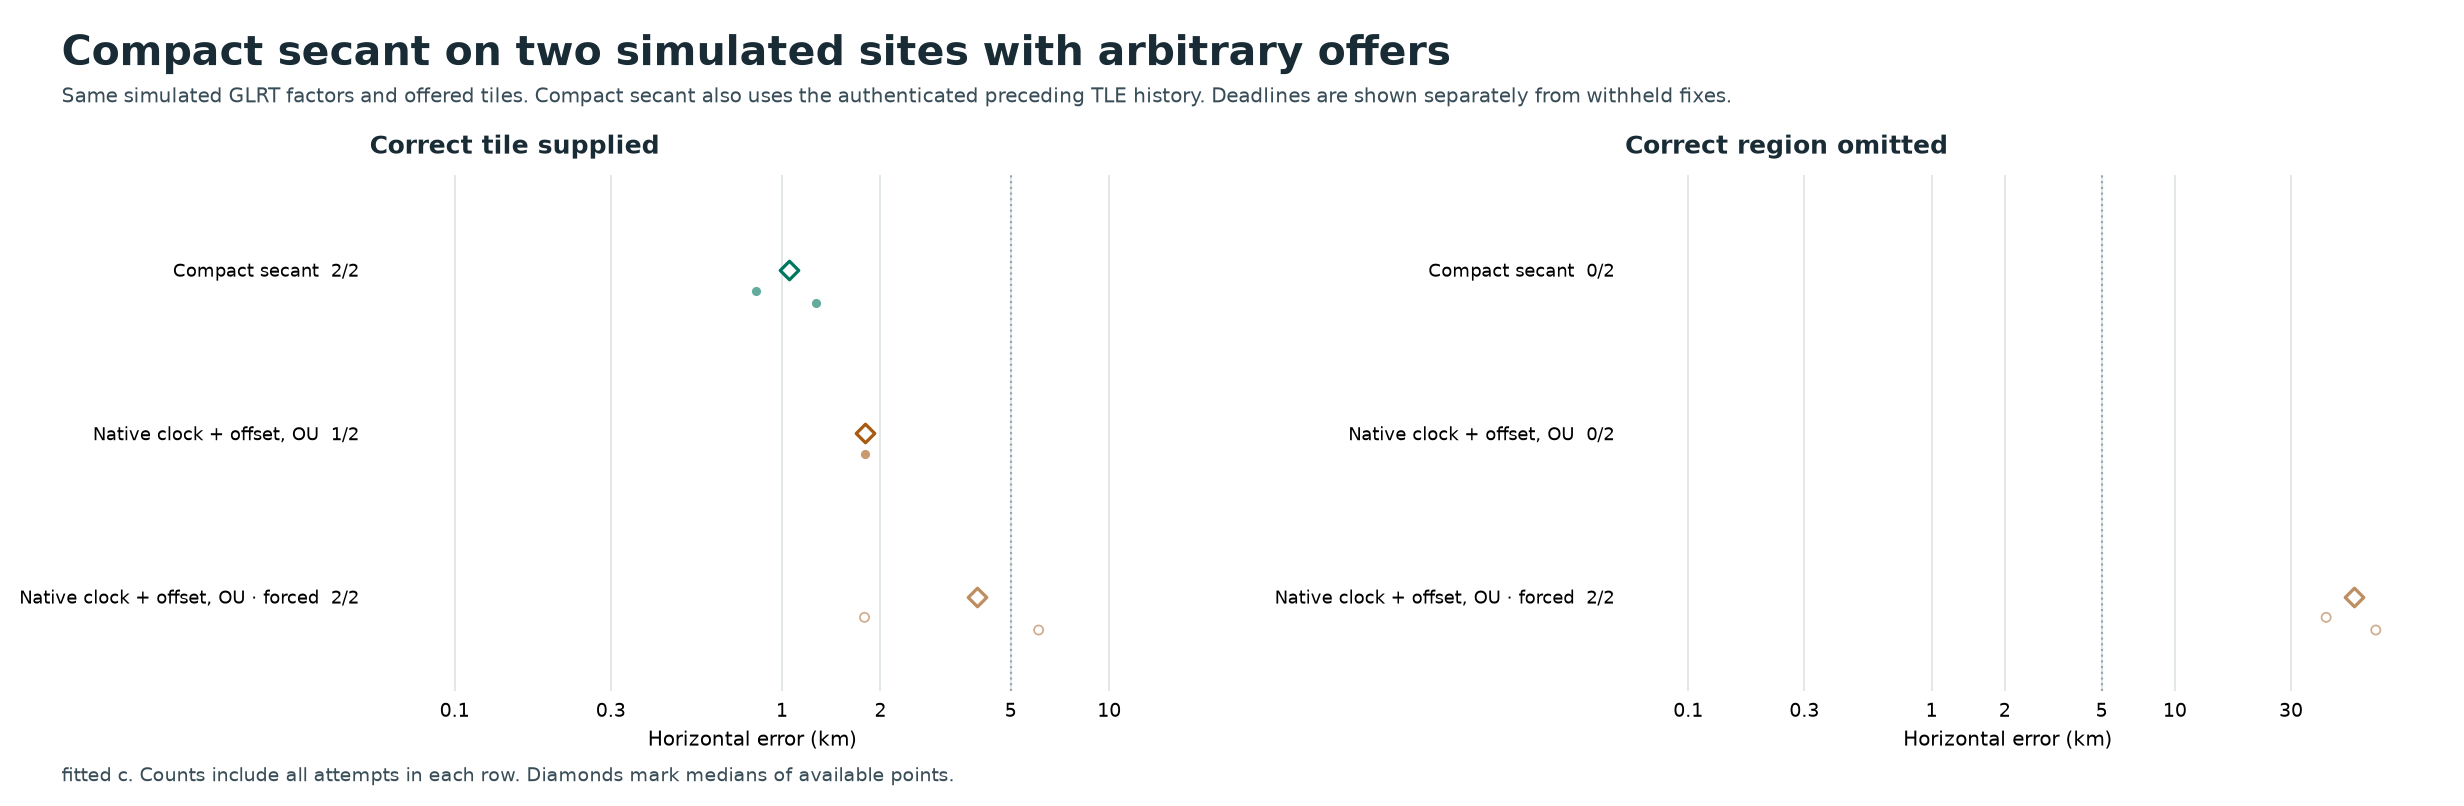 Compact secant on two simulated sites with arbitrary offers
Same simulated GLRT factors and offered tiles. Compact secant also uses the authenticated preceding TLE history. Deadlines are shown separately from withheld fixes.
Correct tile supplied
Compact secant 2/2
Native clock + offset, OU 1/2
Native clock + offset, OU · forced 2/2
0.1 0.3 1 2 5 10
Horizontal error (km)
Correct region omitted
Compact secant 0/2
Native clock + offset, OU 0/2
Native clock + offset, OU · forced 2/2
0.1 0.3 1 2 5 10 30
Horizontal error (km)
fitted c. Counts include all attempts in each row. Diamonds mark medians of available points.